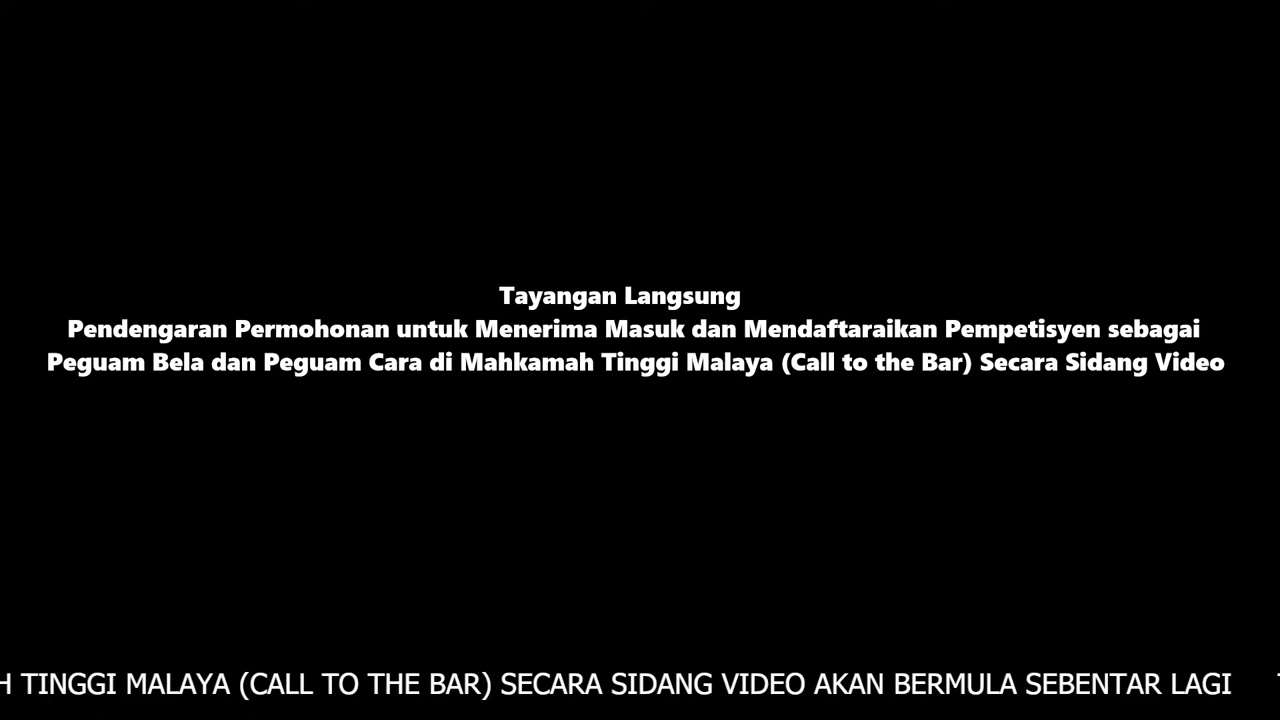 Tayangan Langsung
Pendengaran Permohonan untuk Menerima Masuk dan Mendaftaraikan Pempetisyen sebagai
Peguam Bela dan Peguam Cara di Mahkamah Tinggi Malaya (Call to the Bar) Secara Sidang Video
H TINGGI MALAYA (CALL TO THE BAR) SECARA SIDANG VIDEO AKAN BERMULA SEBENTAR LAGI